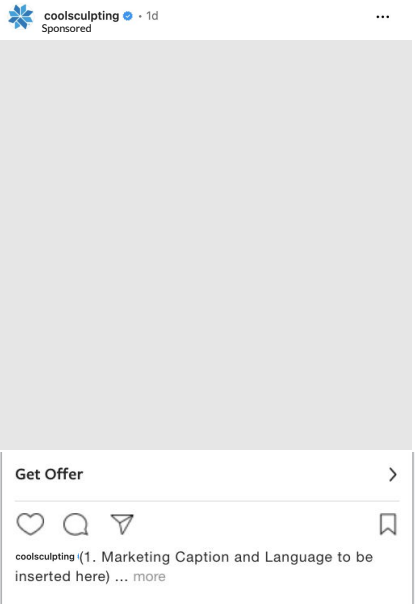 coolsculpting • 1d
Sponsored
Get Offer
coolsculpting (1. Marketing Caption and Language to be
inserted here) ... more